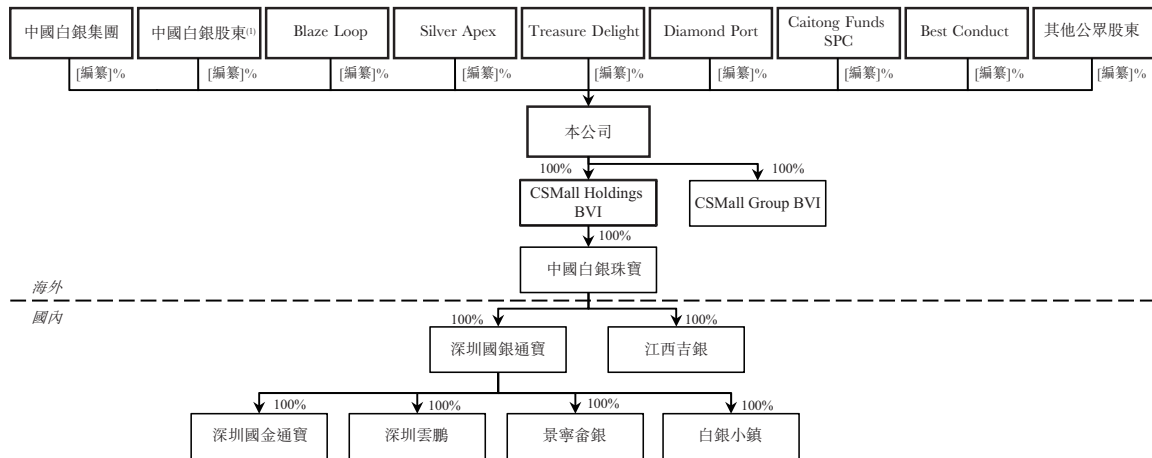 中國白銀集團
中國白銀股東(1)
Blaze Loop
Silver Apex
Treasure Delight
Diamond Port
Caitong Funds
SPC
Best Conduct
其他公眾股東
[編纂]%
[編纂]%
[編纂]%
[編纂]%
[編纂]%
[編纂]%
[編纂]%
[編纂]%
[編纂]%
本公司
100%
100%
CSMall Holdings
BVI
CSMall Group BVI
100%
中國白銀珠寶
海外
國內
100%
100%
深圳國銀通寶
江西吉銀
100%
100%
100%
100%
深圳國金通寶
深圳雲鵬
景寧畲銀
白銀小鎮